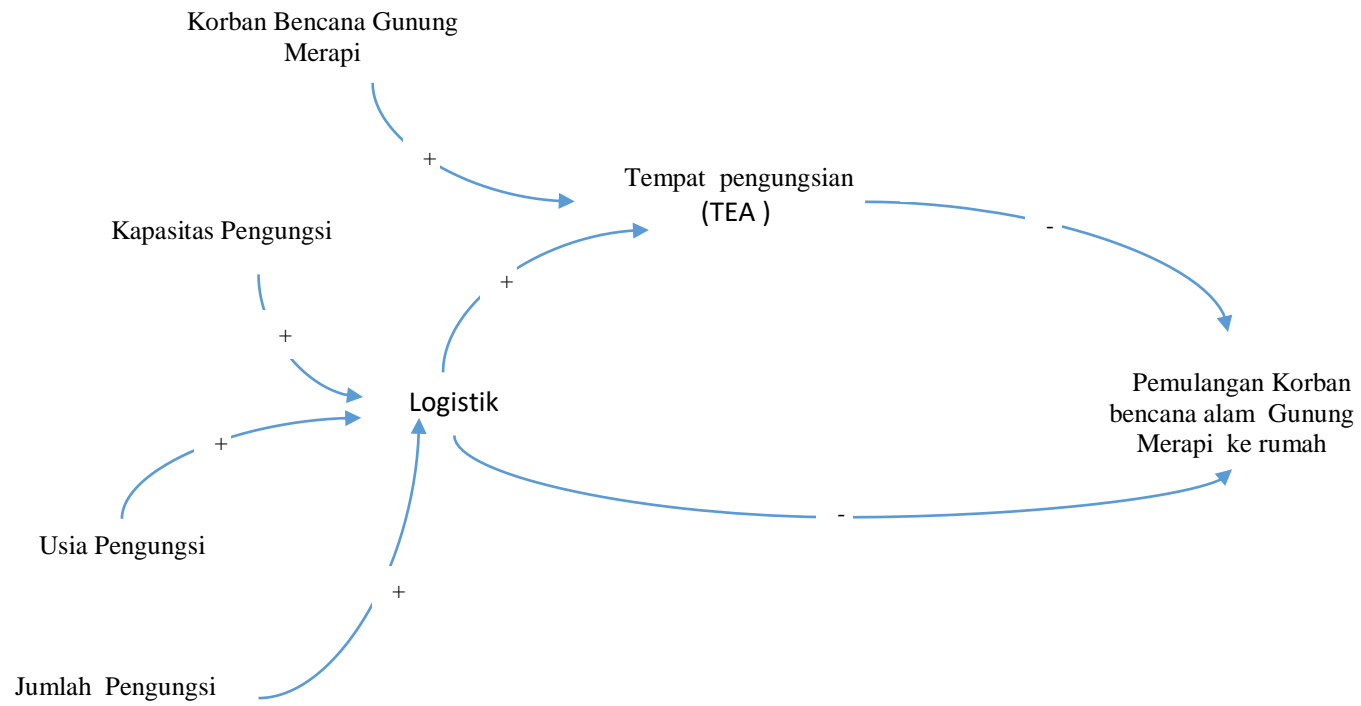 Korban Bencana Gunung
Merapi
+
Tempat pengungsian
(TEA )
-
Kapasitas Pengungsi
+
+
Logistik
Pemulangan Korban
bencana alam Gunung
Merapi ke rumah
+
-
Usia Pengungsi
+
Jumlah Pengungsi